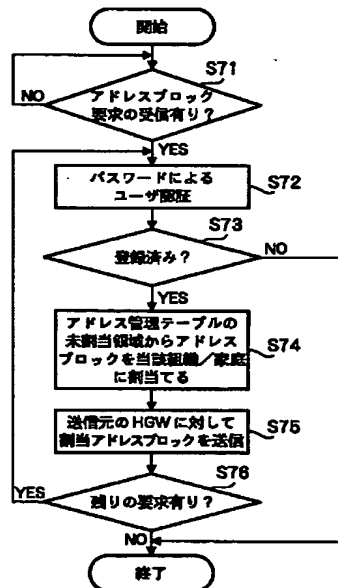 開始
S71
アドレスブロック
要求の受信有り？
NO
YES
パスワードによる
ユーザ認証
S72
S73
登録済み？
NO
YES
アドレス管理テーブルの
未割当領域からアドレス
ブロックを当該組織／家庭
に割当てる
S74
送信元のHGWに対して
割当アドレスブロックを送信
S75
S76
残りの要求有り？
YES
NO
終了